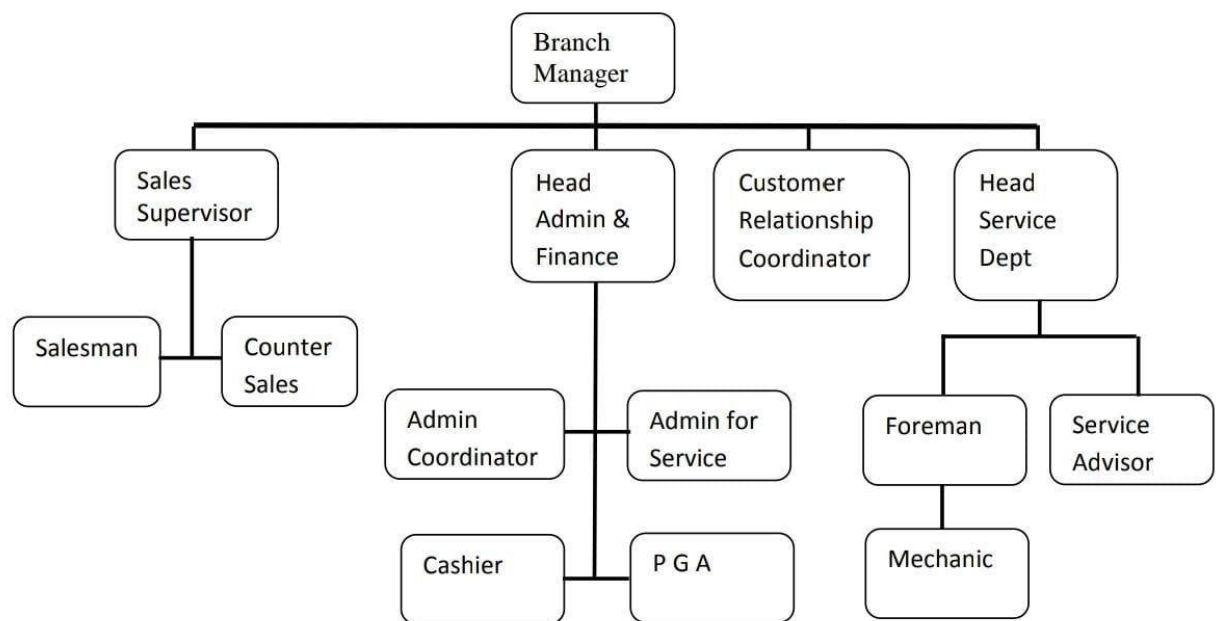 Branch
Manager
Sales
Supervisor
Head
Admin &
Finance
Customer
Relationship
Coordinator
Head
Service
Dept
Salesman
Counter
Sales
Admin
Coordinator
Admin for
Service
Foreman
Service
Advisor
Cashier
P G A
Mechanic